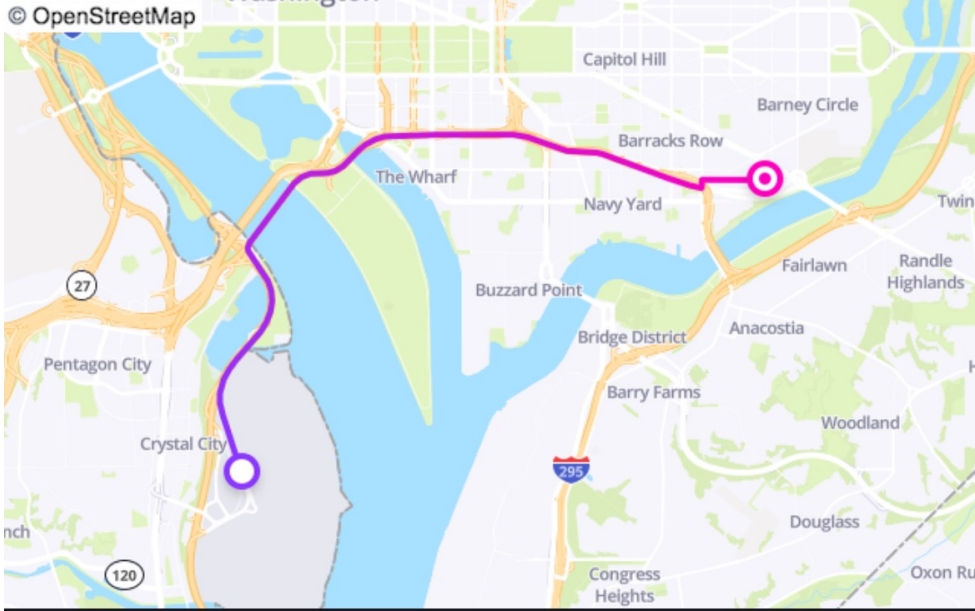 © OpenStreetMap
Washington
Capitol Hill
Barney Circle
Barracks Row
The Wharf
Navy Yard
Twin
Fairlawn
Randle
Highlands
27
Buzzard Point
Bridge District
Anacostia
Pentagon City
Barry Farms
Woodland
Crystal City
295
Douglass
nch
120
Congress
Heights
Oxon Ru